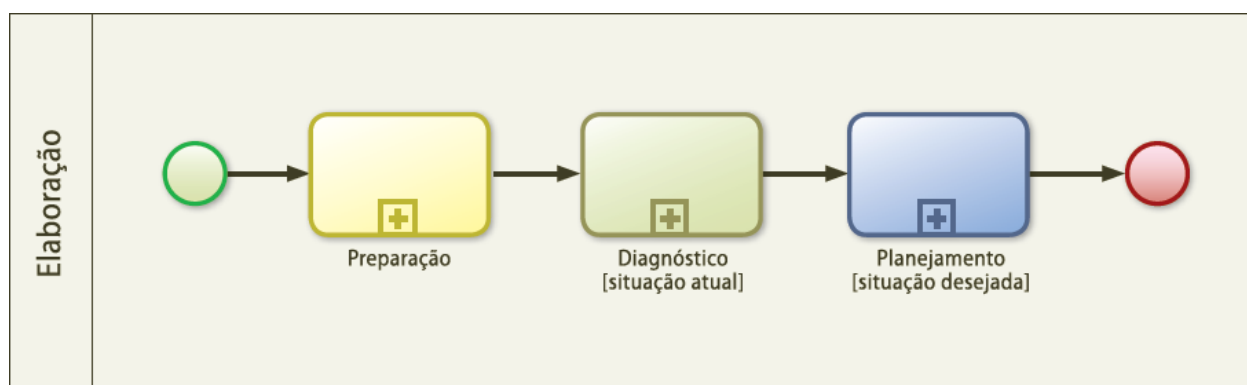 Elaboração
Preparação
Diagnóstico
[situação atual]
Planejamento
[situação desejada]